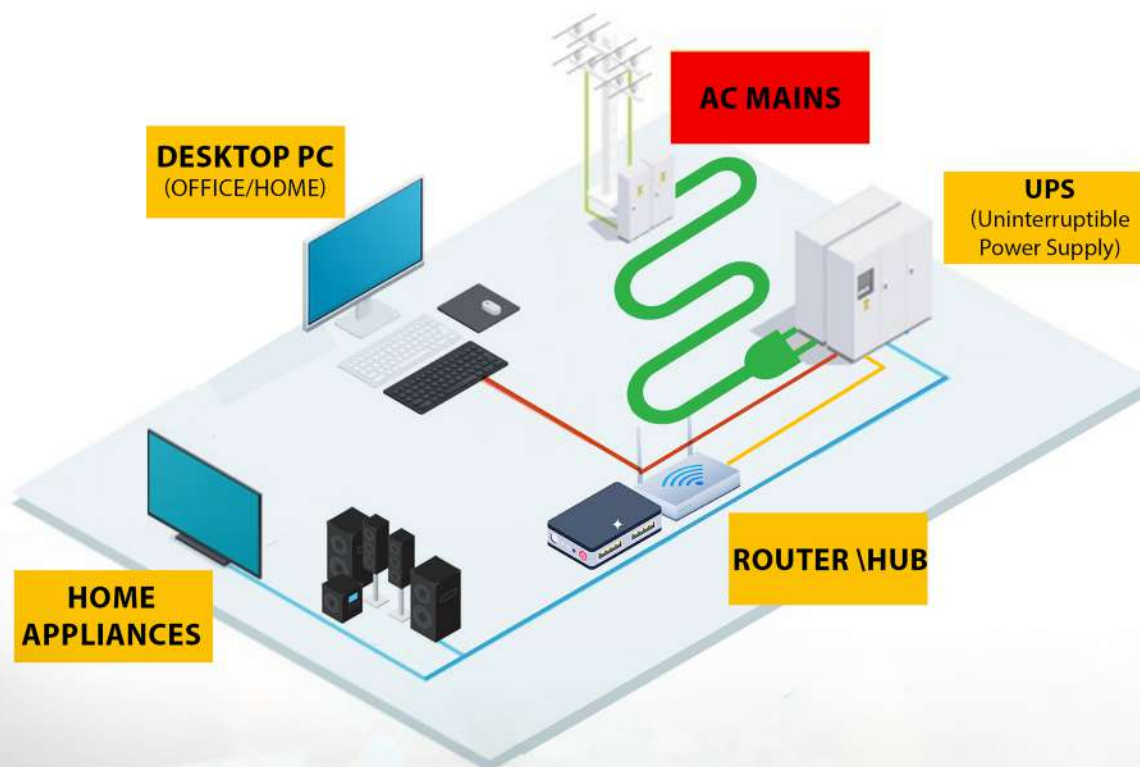 AC MAINS
DESKTOP PC
(OFFICE/HOME)
UPS
(Uninterruptible
Power Supply)
ROUTER \HUB
HOME
APPLIANCES